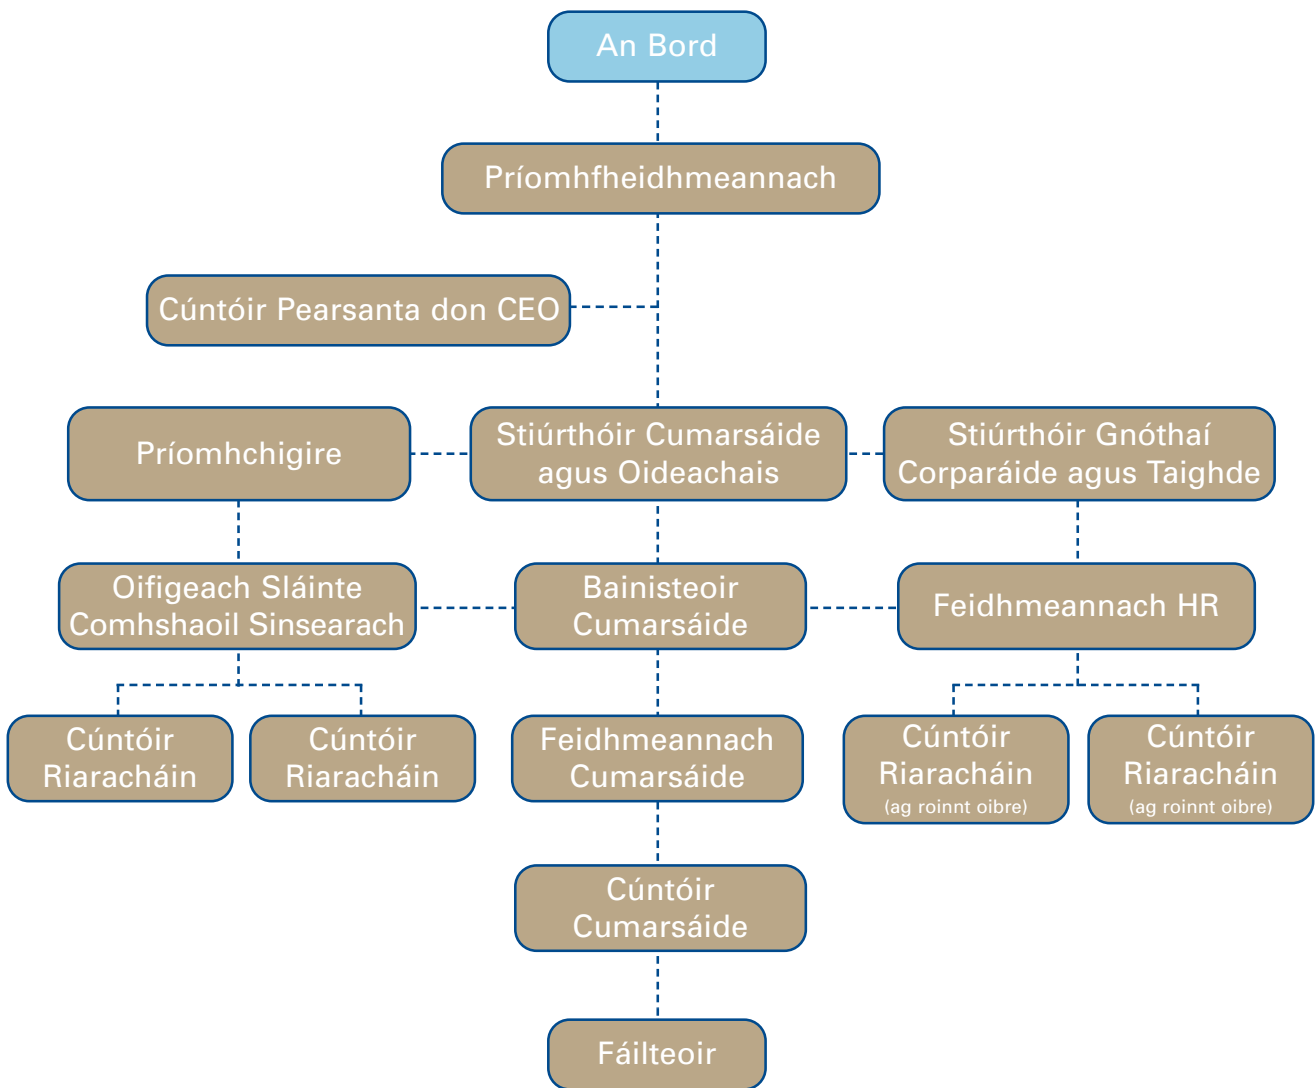 An Bord
Príomhfheidhmeannach
Cúntóir Pearsanta don CEO
Príomhchigire
Stiúrthóir Cumarsáide
agus Oideachais
Stiúrthóir Gnóthaí
Corparáide agus Taighde
Oifigeach Sláinte
Comhshaoil Sinsearach
Bainisteoir
Cumarsáide
Feidhmeannach HR
Cúntóir
Riaracháin
Cúntóir
Riaracháin
Feidhmeannach
Cumarsáide
Cúntóir
Riaracháin
(ag roinnt oibre)
Cúntóir
Riaracháin
(ag roinnt oibre)
Cúntóir
Cumarsáide
Fáilteoir